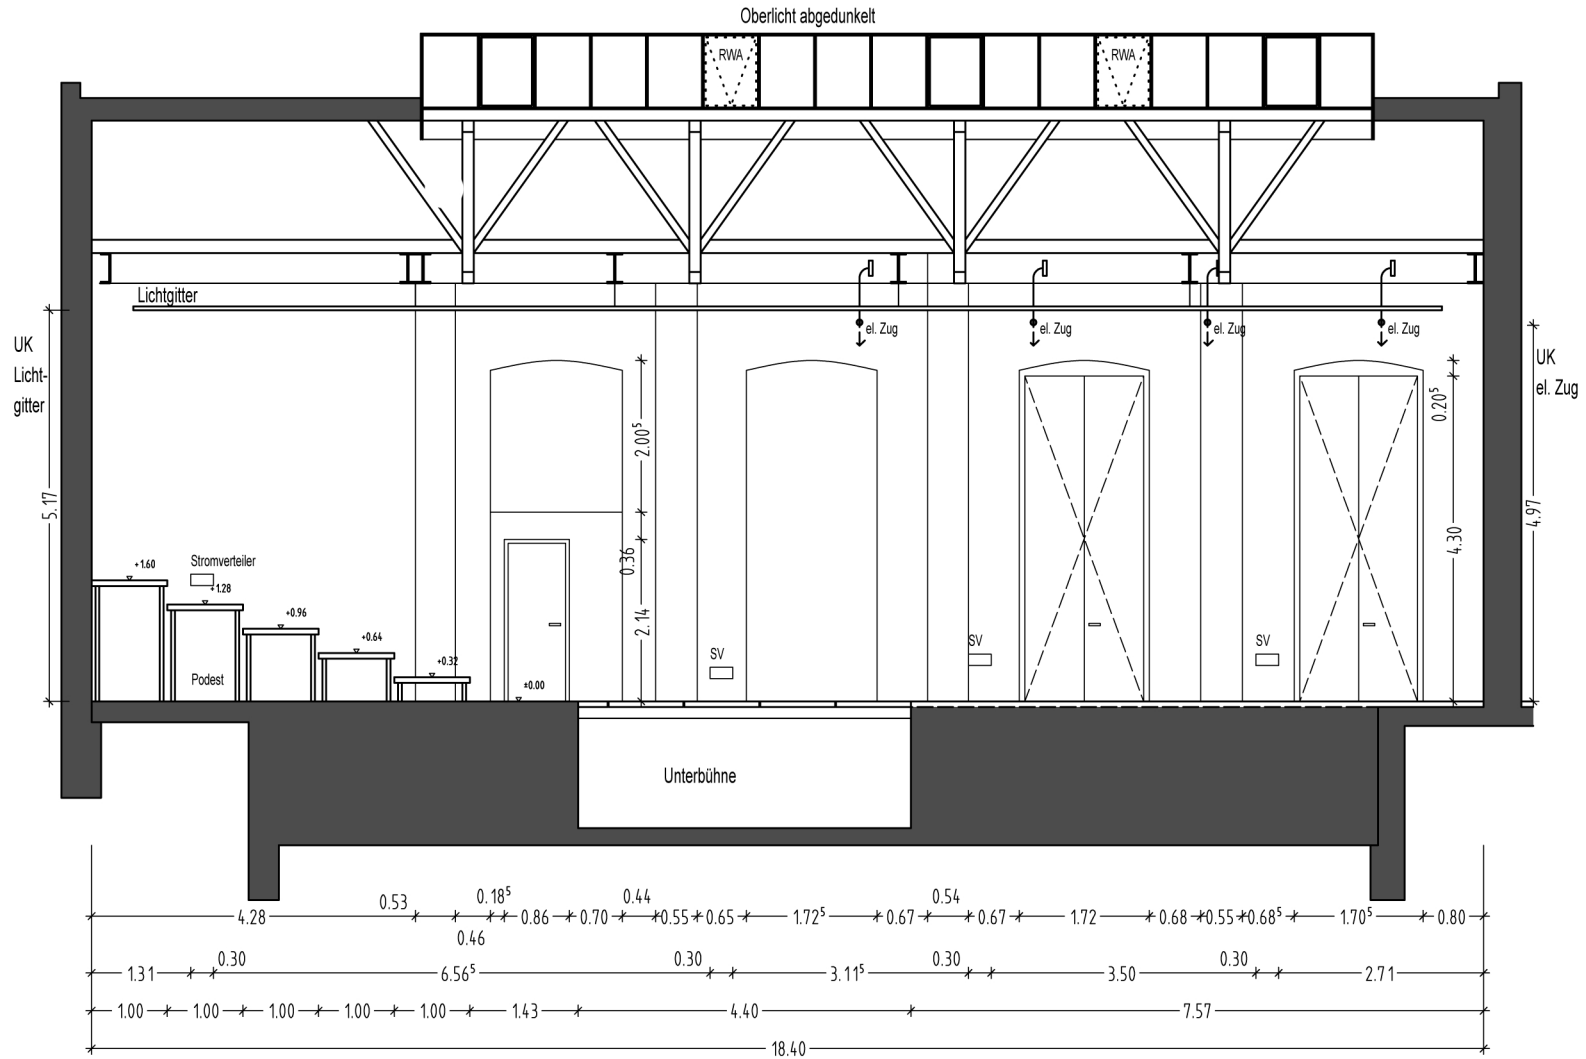 Oberlicht abgedunkelt
RWA
RWA
Lichtgitter
UK
Licht-
gitter
el. Zug
el. Zug
el. Zug
el. Zug
UK
el. Zug
5.17
2.00⁵
0.36
2.14
0.20⁵
4.30
4.97
Stromverteiler
+1.60
+1.28
+0.96
+0.64
+0.32
±0.00
Podest
SV
SV
SV
Unterbühne
4.28
0.53
0.46
0.18⁵
0.86
0.70
0.44
0.55
0.65
1.72⁵
0.67
0.54
0.67
1.72
0.68
0.55
0.68⁵
1.70⁵
0.80
1.31
0.30
6.56⁵
0.30
3.11⁵
0.30
3.50
0.30
2.71
1.00
1.00
1.00
1.00
1.00
1.43
4.40
7.57
18.40